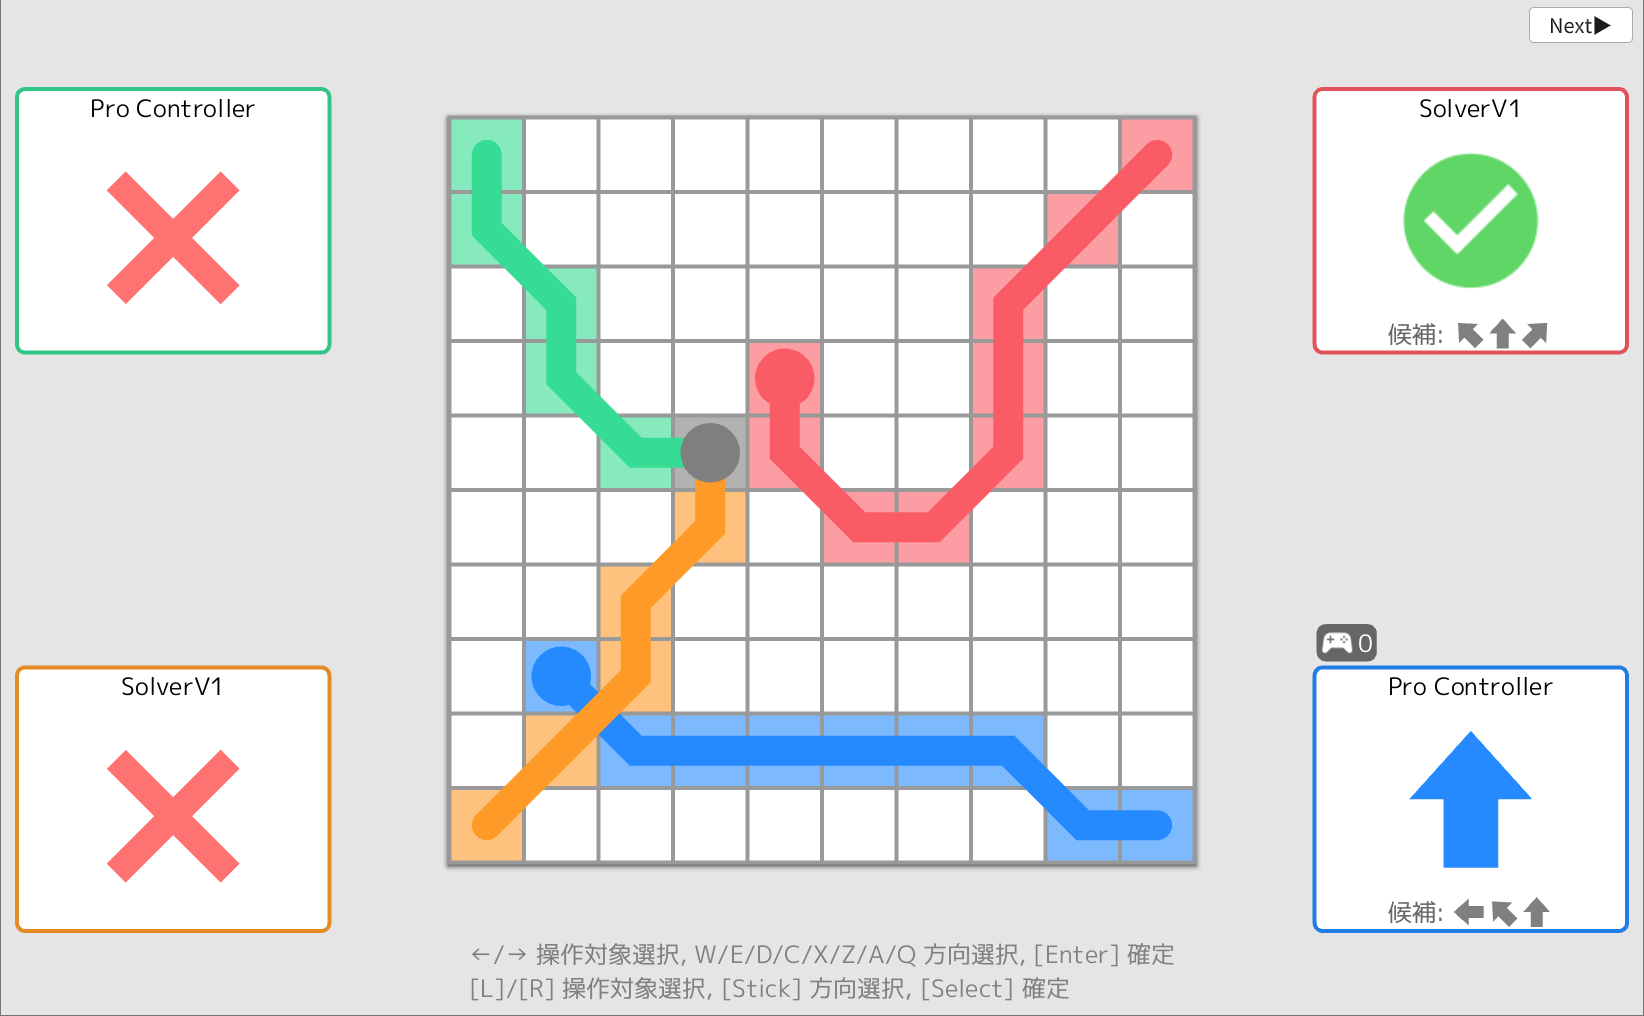 Next▶
Pro Controller
SolverV1
候補:
SolverV1
0
Pro Controller
候補:
←/→ 操作対象選択, W/E/D/C/X/Z/A/Q 方向選択, [Enter] 確定
[L]/[R] 操作対象選択, [Stick] 方向選択, [Select] 確定